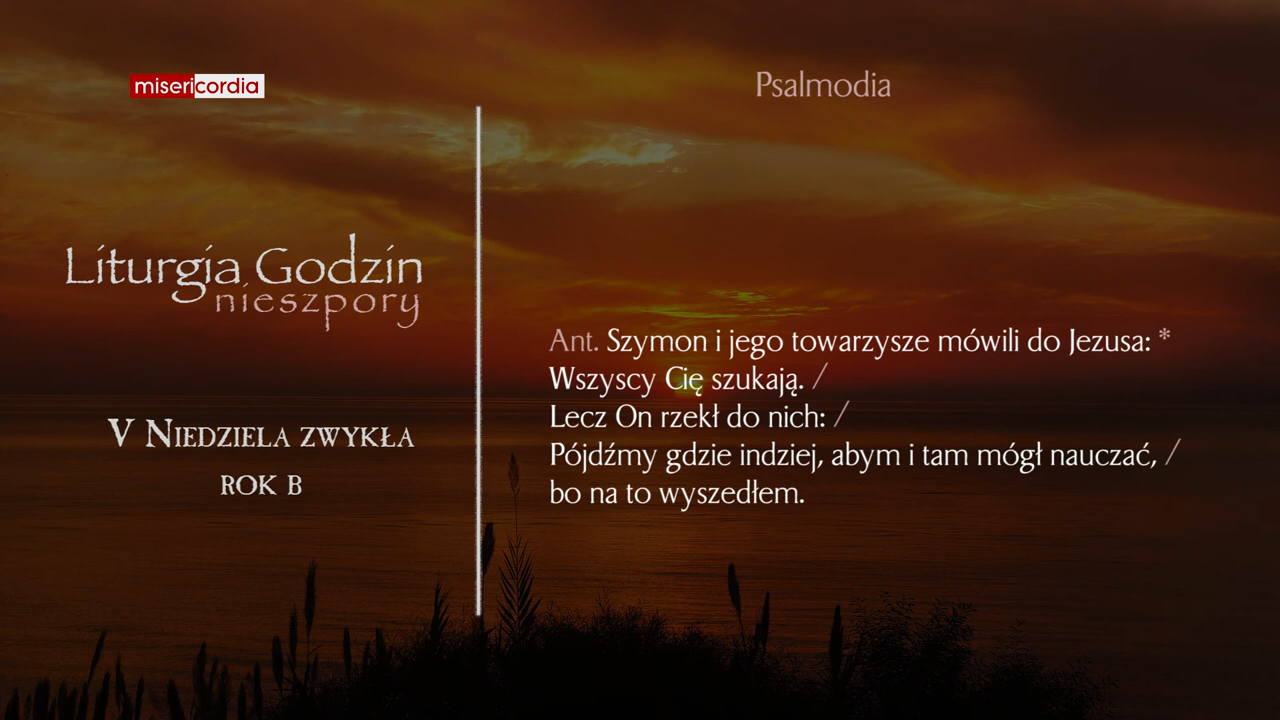 misericordia
Psalmodia
Liturgia Godzin
nieszpory
V Niedziela zwykła
rok B
Ant. Szymon i jego towarzysze mówili do Jezusa: *
Wszyscy Cię szukają. /
Lecz On rzekł do nich: /
Pójdźmy gdzie indziej, abym i tam mógł nauczać, /
bo na to wyszedłem.